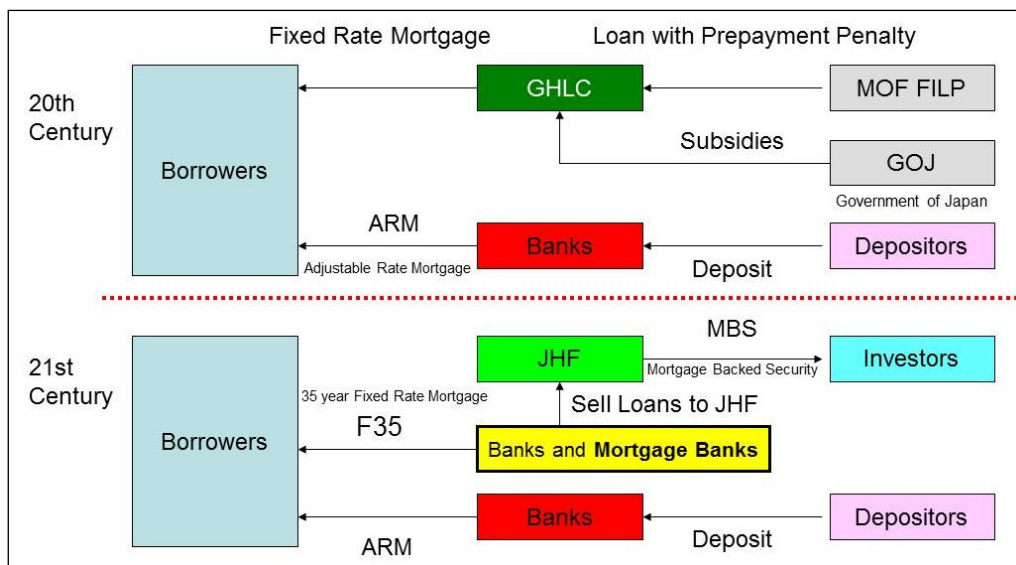 Fixed Rate Mortgage
Loan with Prepayment Penalty
20th
Century
Borrowers
GHLC
MOF FILP
Subsidies
GOJ
Government of Japan
ARM
Adjustable Rate Mortgage
Banks
Deposit
Depositors
21st
Century
Borrowers
35 year Fixed Rate Mortgage
F35
JHF
MBS
Mortgage Backed Security
Investors
Sell Loans to JHF
Banks and Mortgage Banks
ARM
Banks
Deposit
Depositors